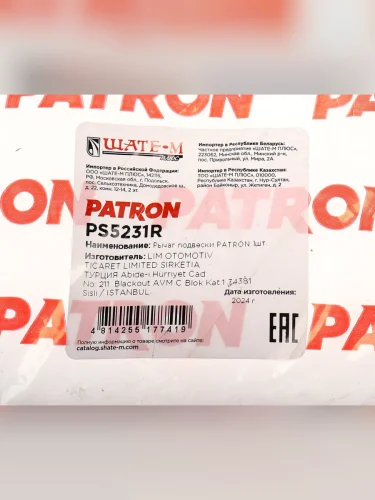 PATRON
ШАТЕ-М
ПЛЮС
Импортер в Российской Федерации:
ООО «ШАТЕ-М ПЛЮС», 14214,
РФ, Московская обл., г. Подольск,
пос. Сельхозтехника, Домодедовское ш.,
д. 22, комн. 12-14, 2 эт.
Импортер в Республике Беларусь:
Частное предприятие «ШАТЕ-М ПЛЮС»,
223062, Минская обл., Минский р-н,
пос. Привольный, ул. Мира, 2А.
Импортер в Республике Казахстан:
ТОО «ШАТЕ-М ПЛЮС», 010000,
Республика Казахстан, г. Нур-Султан,
район Байконыр, ул. Жетиген, д. 7
PATRON
PS5231R
Наименование: Рычаг подвески PATRON 1шт.
Изготовитель: LIM OTOMOTIV
TICARET LIMITED SIRKETIA
ТУРЦИЯ Abide-i Hurriyet Cad
No: 211, Blackout AVM C Blok Kat:1 34381
Sisli / ISTANBUL
Дата изготовления:
2024 г
4 814255 177419
EAC
Полную информацию о товаре смотрите на сайте:
catalog.shate-m.com